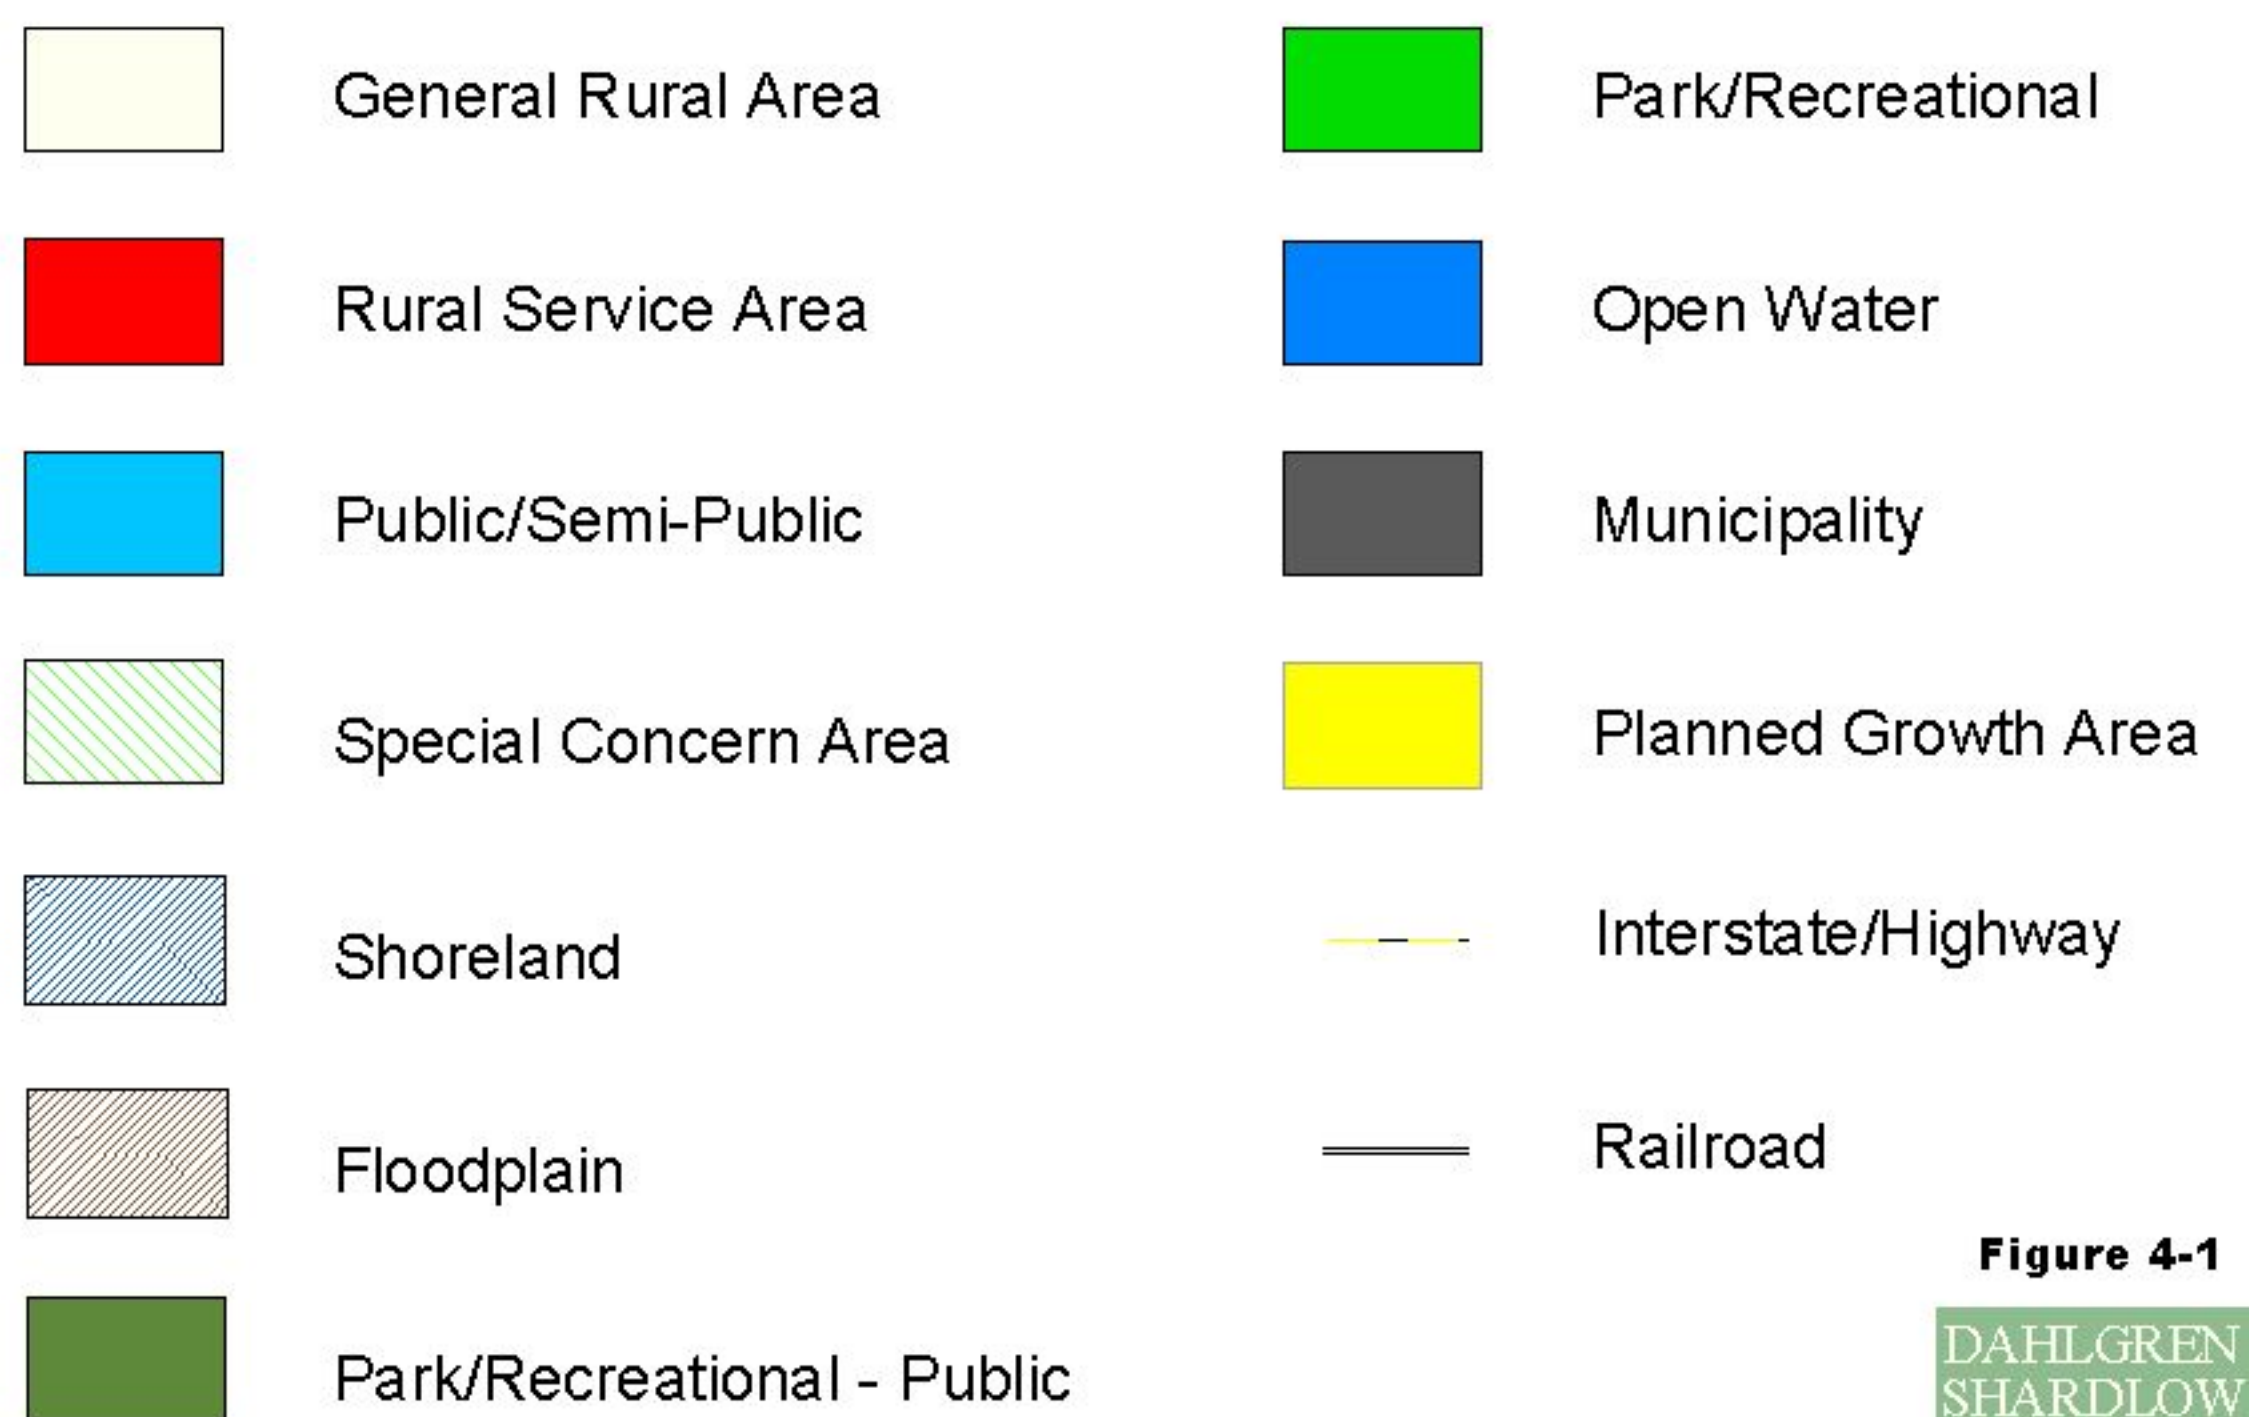 General Rural Area
Rural Service Area
Public/Semi-Public
Special Concern Area
Shoreland
Floodplain
Park/Recreational - Public
Park/Recreational
Open Water
Municipality
Planned Growth Area
Interstate/Highway
Railroad
Figure 4-1
DAHLGREN
SHARDLOW